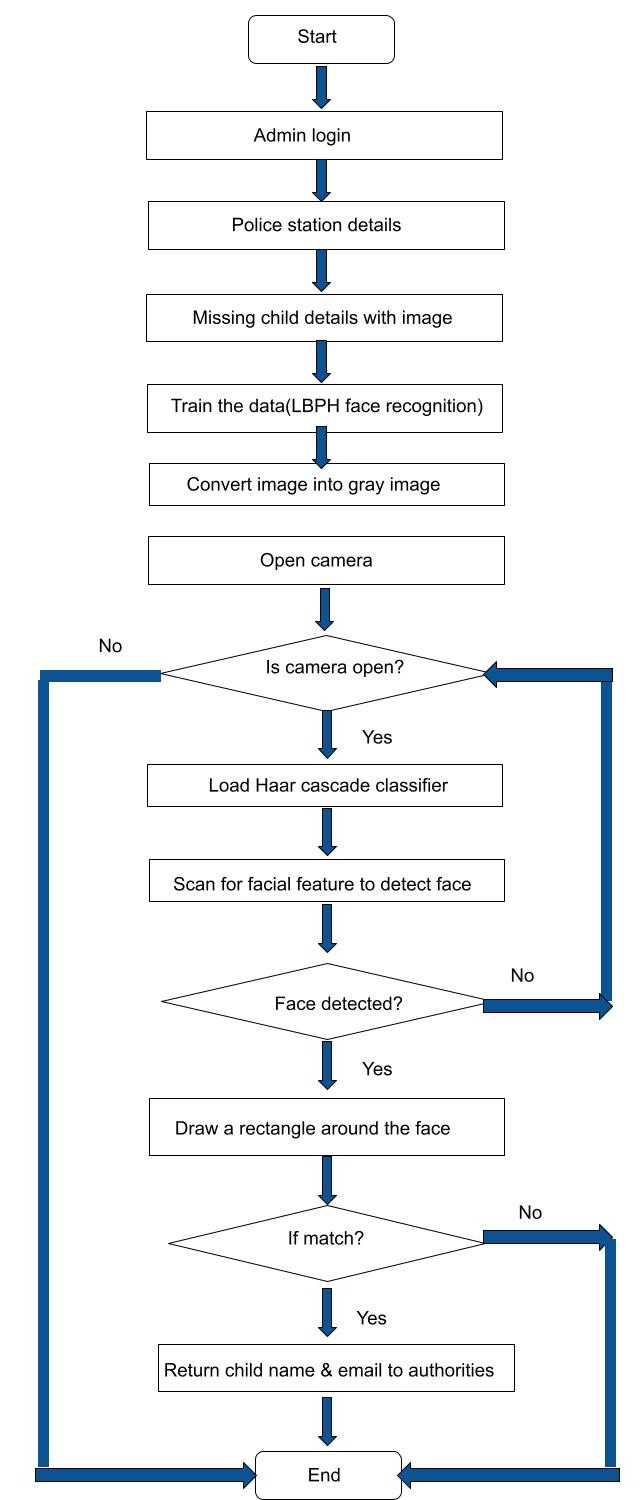 Start
Admin login
Police station details
Missing child details with image
Train the data(LBPH face recognition)
Convert image into gray image
Open camera
No
Is camera open?
Yes
Load Haar cascade classifier
Scan for facial feature to detect face
No
Face detected?
Yes
Draw a rectangle around the face
No
If match?
Yes
Return child name & email to authorities
End